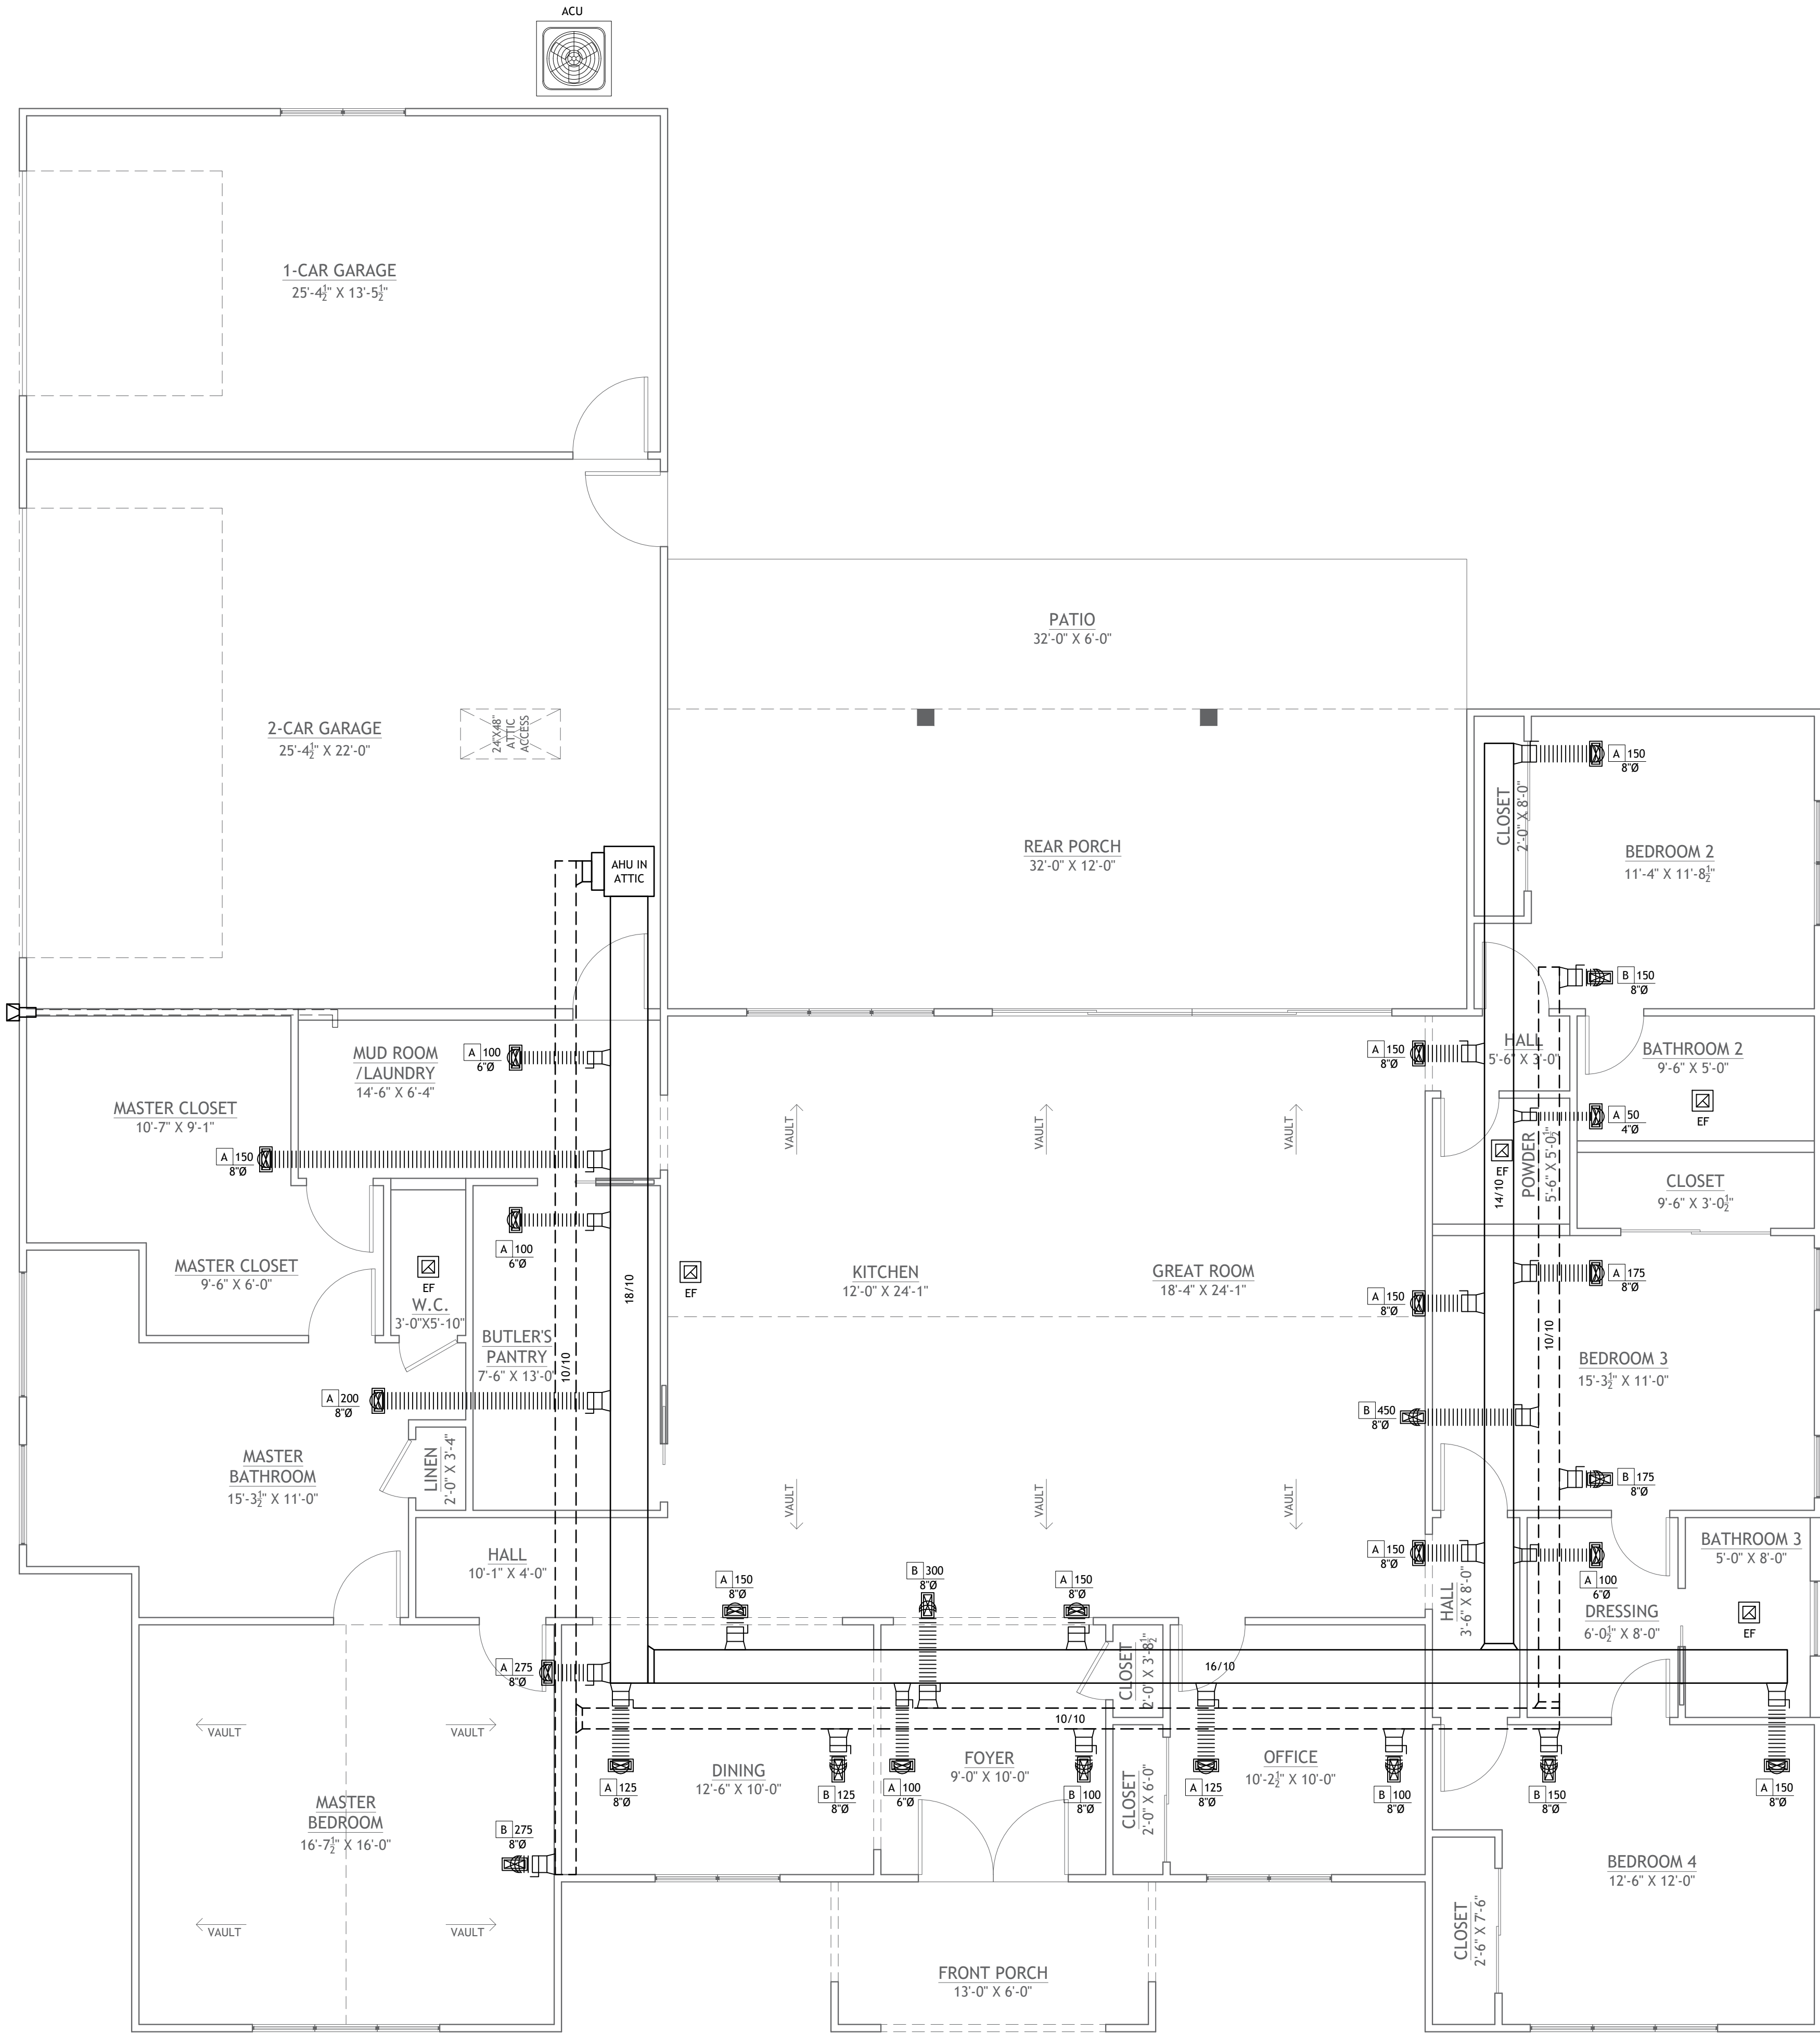 ACU
1-CAR GARAGE
25'-4½" X 13'-5½"
PATIO
32'-0" X 6'-0"
2-CAR GARAGE
25'-4½" X 22'-0"
24"X48"
ATTIC
ACCESS
AHU IN
ATTIC
REAR PORCH
32'-0" X 12'-0"
CLOSET
2'-0" X 8'-0"
A 150
8"Ø
BEDROOM 2
11'-4" X 11'-8½"
B 150
8"Ø
MUD ROOM
/LAUNDRY
14'-6" X 6'-4"
A 100
6"Ø
A 150
8"Ø
HALL
5'-6" X 3'-0"
BATHROOM 2
9'-6" X 5'-0"
EF
MASTER CLOSET
10'-7" X 9'-1"
A 150
8"Ø
VAULT
VAULT
VAULT
A 50
4"Ø
EF
POWDER
5'-6" X 5'-0½"
14/10
CLOSET
9'-6" X 3'-0½"
A 100
6"Ø
MASTER CLOSET
9'-6" X 6'-0"
EF
W.C.
3'-0"X5'-10"
18/10
EF
KITCHEN
12'-0" X 24'-1"
GREAT ROOM
18'-4" X 24'-1"
A 150
8"Ø
A 175
8"Ø
BUTLER'S
PANTRY
7'-6" X 13'-0"
10/10
10/10
BEDROOM 3
15'-3½" X 11'-0"
A 200
8"Ø
B 450
8"Ø
MASTER
BATHROOM
15'-3½" X 11'-0"
LINEN
2'-0" X 3'-4"
VAULT
VAULT
VAULT
B 175
8"Ø
HALL
10'-1" X 4'-0"
A 150
8"Ø
B 300
8"Ø
A 150
8"Ø
A 150
8"Ø
HALL
3'-6" X 8'-0"
A 100
6"Ø
DRESSING
6'-0½" X 8'-0"
BATHROOM 3
5'-0" X 8'-0"
EF
A 275
8"Ø
CLOSET
2'-0" X 3'-8½"
16/10
VAULT
VAULT
10/10
DINING
12'-6" X 10'-0"
FOYER
9'-0" X 10'-0"
OFFICE
10'-2½" X 10'-0"
A 125
8"Ø
B 125
8"Ø
A 100
6"Ø
B 100
8"Ø
CLOSET
2'-0" X 6'-0"
A 125
8"Ø
B 100
8"Ø
B 150
8"Ø
A 150
8"Ø
MASTER
BEDROOM
16'-7½" X 16'-0"
B 275
8"Ø
BEDROOM 4
12'-6" X 12'-0"
VAULT
VAULT
CLOSET
2'-6" X 7'-6"
FRONT PORCH
13'-0" X 6'-0"